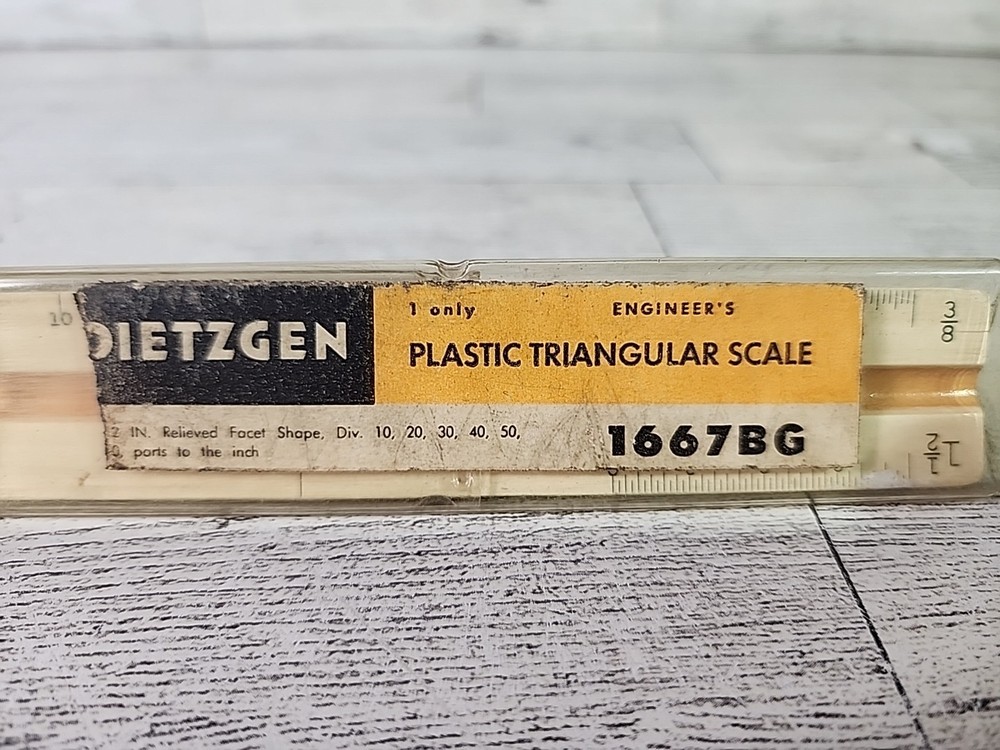 DIETZGEN
1 only ENGINEER'S
PLASTIC TRIANGULAR SCALE
IN. Relieved Facet Shape, Div. 10, 20, 30, 40, 50,
parts to the inch
1667BG
10
3/8
1 1/2